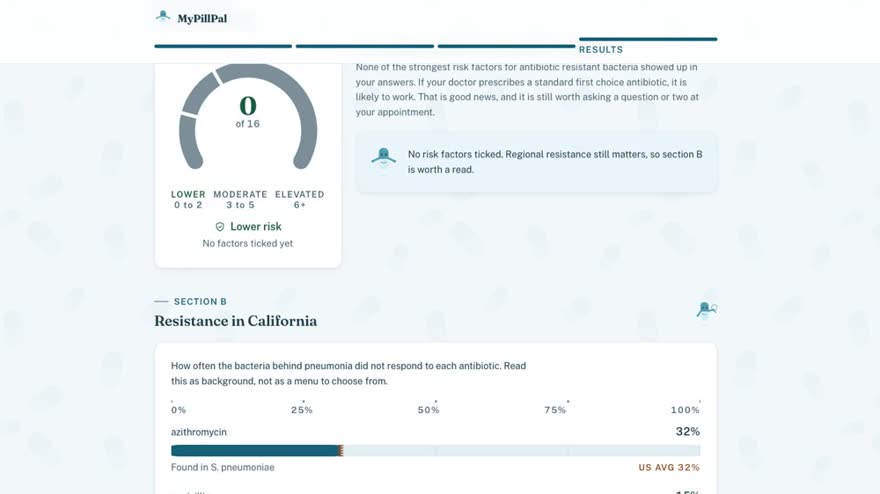 MyPillPal
RESULTS
0
of 16
LOWER MODERATE ELEVATED
0 to 2 3 to 5 6+
Lower risk
No factors ticked yet
None of the strongest risk factors for antibiotic resistant bacteria showed up in
your answers. If your doctor prescribes a standard first choice antibiotic, it is
likely to work. That is good news, and it is still worth asking a question or two at
your appointment.
No risk factors ticked. Regional resistance still matters, so section B
is worth a read.
SECTION B
Resistance in California
How often the bacteria behind pneumonia did not respond to each antibiotic. Read
this as background, not as a menu to choose from.
0% 25% 50% 75% 100%
azithromycin 32%
Found in S. pneumoniae US AVG 32%